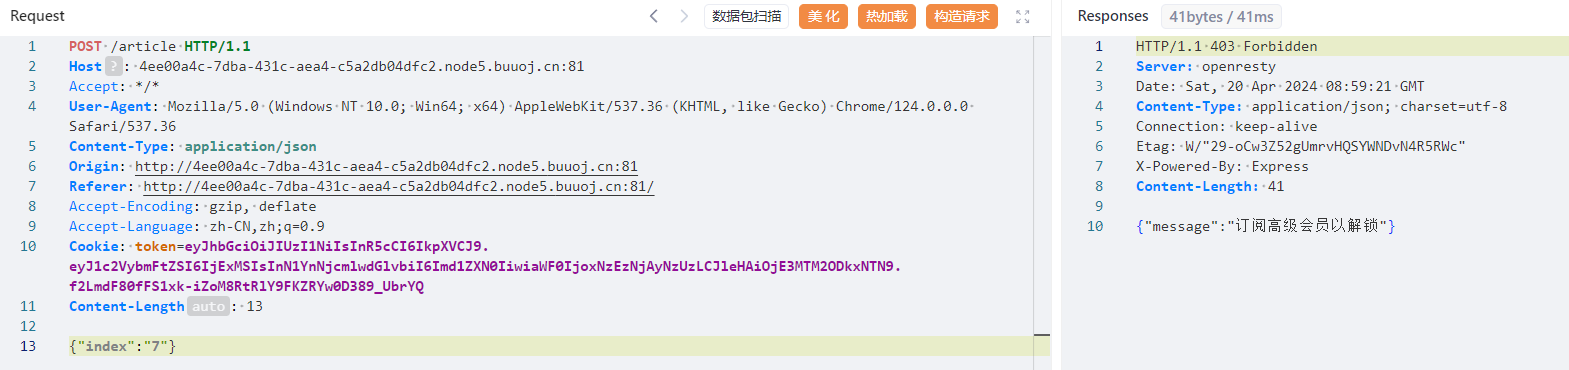 Request
数据包扫描
美 化
热加载
构造请求
1 POST /article HTTP/1.1
2 Host ? : 4ee00a4c-7dba-431c-aea4-c5a2db04dfc2.node5.buuoj.cn:81
3 Accept: */*
4 User-Agent: Mozilla/5.0 (Windows NT 10.0; Win64; x64) AppleWebKit/537.36 (KHTML, like Gecko) Chrome/124.0.0.0
Safari/537.36
5 Content-Type: application/json
6 Origin: http://4ee00a4c-7dba-431c-aea4-c5a2db04dfc2.node5.buuoj.cn:81
7 Referer: http://4ee00a4c-7dba-431c-aea4-c5a2db04dfc2.node5.buuoj.cn:81/
8 Accept-Encoding: gzip, deflate
9 Accept-Language: zh-CN,zh;q=0.9
10 Cookie: token=eyJhbGciOiJIUzI1NiIsInR5cCI6IkpXVCJ9.
eyJ1c2VybmFtZSI6IjExMSIsInN1YnNjcmlwdGlvbiI6Imd1ZXN0IiwiaWF0IjoxNzEzNjAyNzUzLCJleHAiOjE3MTM2ODkxNTN9.
f2LmdF80fFS1xk-iZoM8RtRlY9FKZRYw0D389_UbrYQ
11 Content-Length auto : 13
12
13 {"index":"7"}
Responses 41bytes / 41ms
1 HTTP/1.1 403 Forbidden
2 Server: openresty
3 Date: Sat, 20 Apr 2024 08:59:21 GMT
4 Content-Type: application/json; charset=utf-8
5 Connection: keep-alive
6 Etag: W/"29-oCw3Z52gUmrvHQSYWNDvN4R5RWc"
7 X-Powered-By: Express
8 Content-Length: 41
9
10 {"message":"订阅高级会员以解锁"}